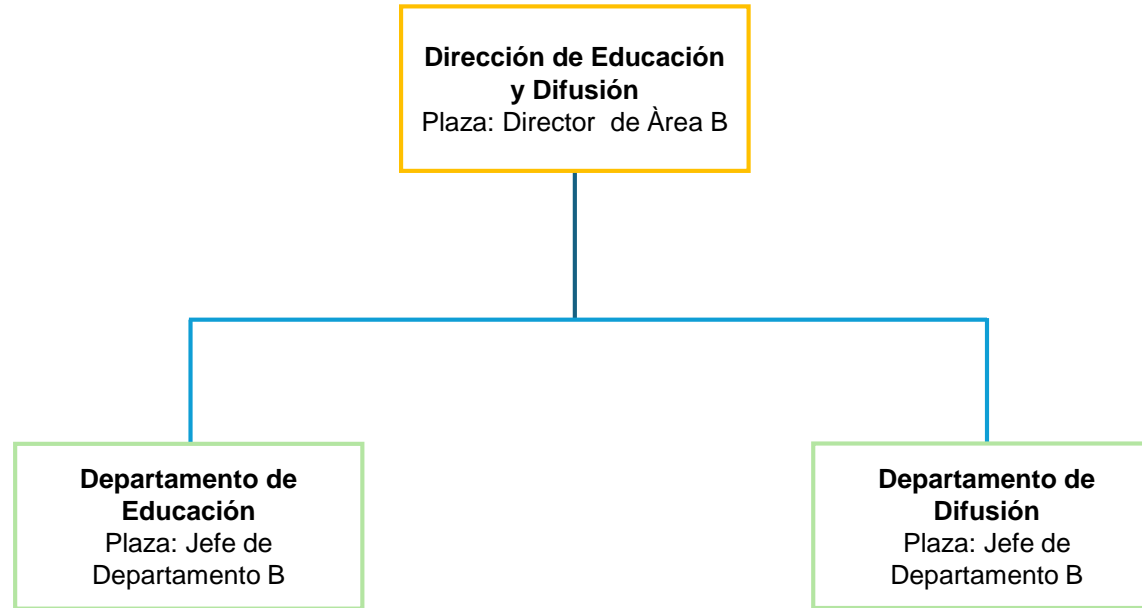 Dirección de Educación
y Difusión
Plaza: Director  de Àrea B
Departamento de
Educación
Plaza: Jefe de
Departamento B
Departamento de
Difusión
Plaza: Jefe de
Departamento B